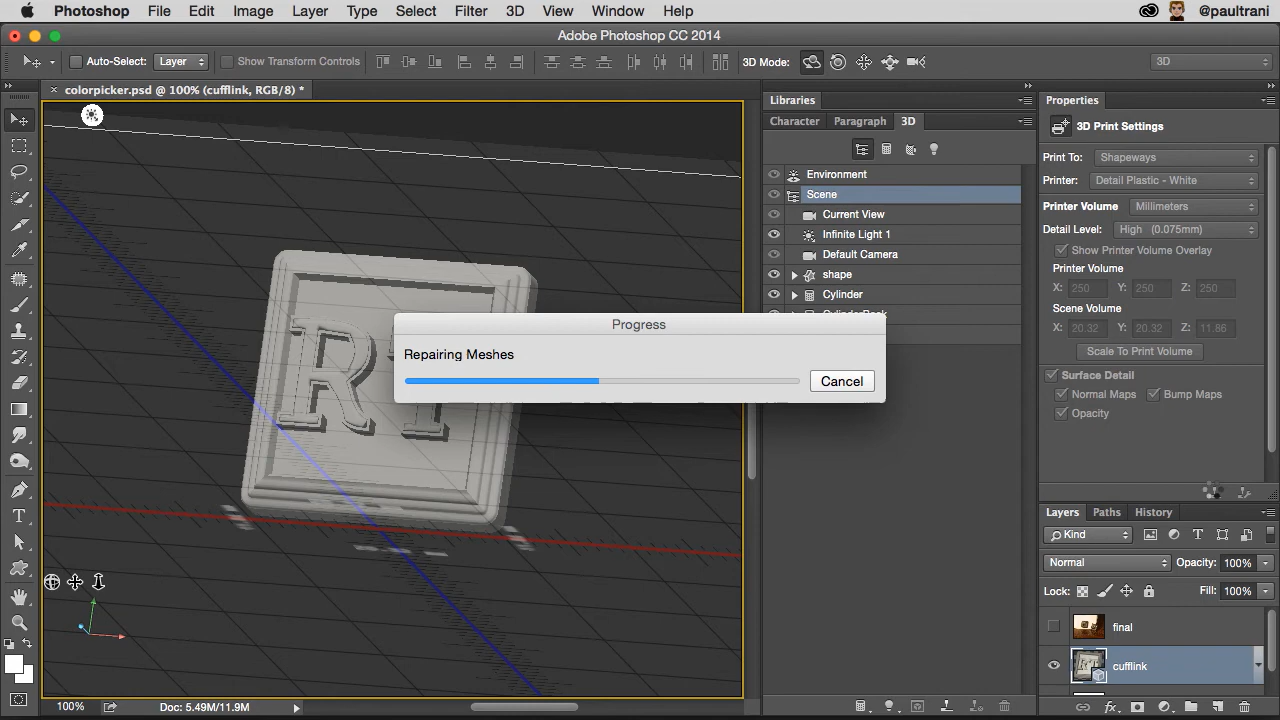 Photoshop File Edit Image Layer Type Select Filter 3D View Window Help @paultrani
Adobe Photoshop CC 2014
Auto-Select: Layer Show Transform Controls 3D Mode: 3D
× colorpicker.psd @ 100% (cufflink, RGB/8) *
Libraries
Character Paragraph 3D
Environment
Scene
Current View
Infinite Light 1
Default Camera
shape
Cylinder
Properties
3D Print Settings
Print To: Shapeways
Printer: Detail Plastic - White
Printer Volume Millimeters
Detail Level: High (0.075mm)
Show Printer Volume Overlay
Printer Volume
X: 250 Y: 250 Z: 250
Scene Volume
X: 20.32 Y: 20.32 Z: 11.86
Scale To Print Volume
Surface Detail
Normal Maps Bump Maps
Opacity
Progress
Repairing Meshes
Cancel
R
Layers Paths History
Kind
Normal Opacity: 100%
Lock: Fill: 100%
final
cufflink
100% Doc: 5.49M/11.9M